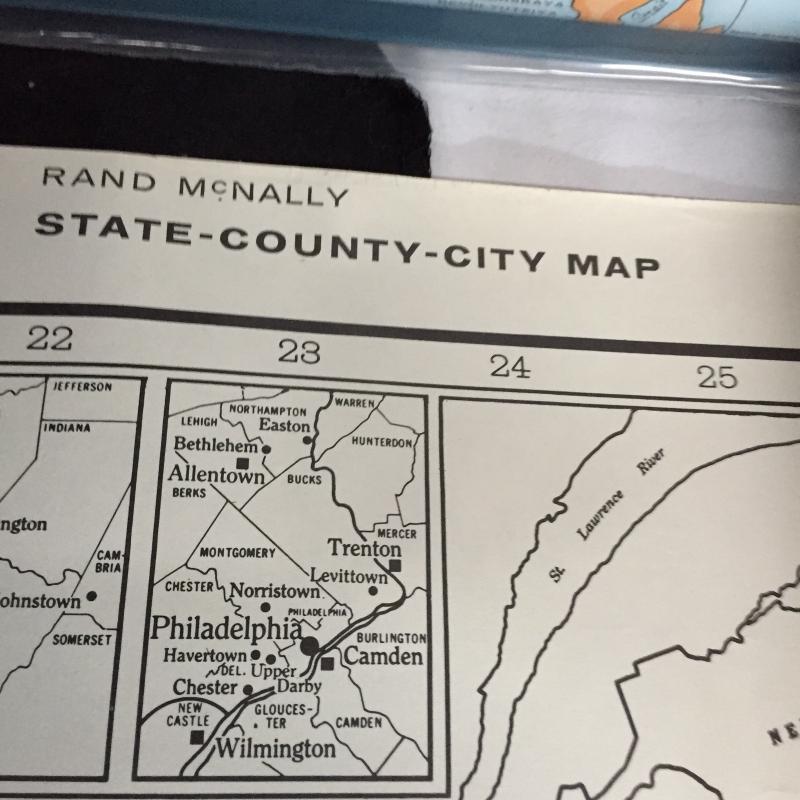 RAND McNALLY
STATE-COUNTY-CITY MAP
22
23
24
25
JEFFERSON
INDIANA
CAM-
BRIA
SOMERSET
WARREN
NORTHAMPTON
LEHIGH
Easton
HUNTERDON
Bethlehem
Allentown
BUCKS
BERKS
MERCER
MONTGOMERY
Trenton
Levittown
CHESTER
Norristown
PHILADELPHIA
Philadelphia
BURLINGTON
Havertown
Camden
DEL.
Upper
Darby
Chester
NEW
CASTLE
GLOUCES-
TER
CAMDEN
Wilmington
St. Lawrence River
ngton
ohnstown
NE